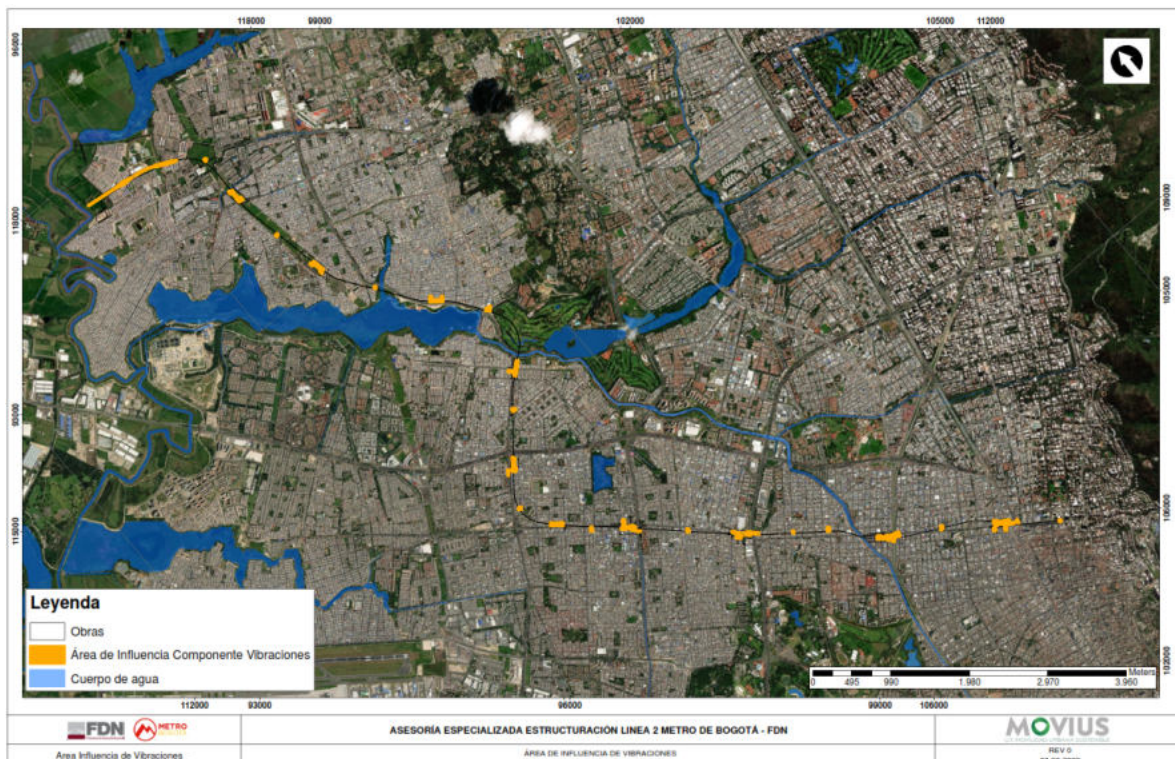 118000 99000 102000 105000 112000
96000
109000
118000
105000
93000
106000
115000
102000
Leyenda
Obras
Área de Influencia Componente Vibraciones
Cuerpo de agua
Meters
0 495 990 1.980 2.970 3.960
112000 93000 96000 99000 106000
FDN
METRO
ASESORÍA ESPECIALIZADA ESTRUCTURACIÓN LINEA 2 METRO DE BOGOTÁ - FDN
MOVIUS
Area Influencia de Vibraciones
ÁREA DE INFLUENCIA DE VIBRACIONES
REV 0